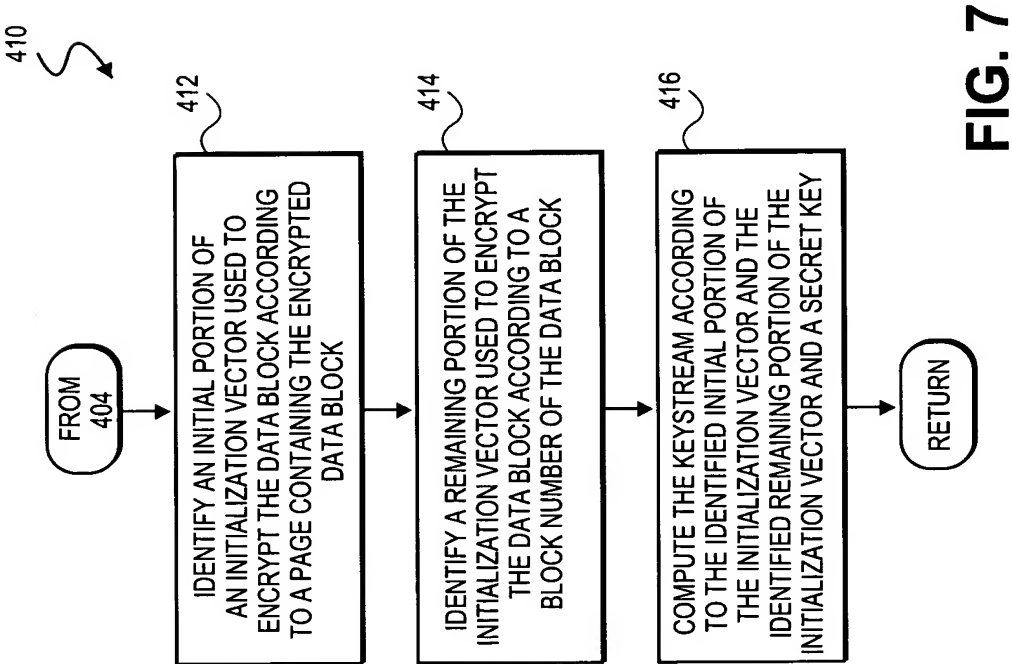 410
FROM
404
412
IDENTIFY AN INITIAL PORTION OF
AN INITIALIZATION VECTOR USED TO
ENCRYPT THE DATA BLOCK ACCORDING
TO A PAGE CONTAINING THE ENCRYPTED
DATA BLOCK
414
IDENTIFY A REMAINING PORTION OF THE
INITIALIZATION VECTOR USED TO ENCRYPT
THE DATA BLOCK ACCORDING TO A
BLOCK NUMBER OF THE DATA BLOCK
416
COMPUTE THE KEYSTREAM ACCORDING
TO THE IDENTIFIED INITIAL PORTION OF
THE INITIALIZATION VECTOR AND THE
IDENTIFIED REMAINING PORTION OF THE
INITIALIZATION VECTOR AND A SECRET KEY
RETURN
FIG. 7